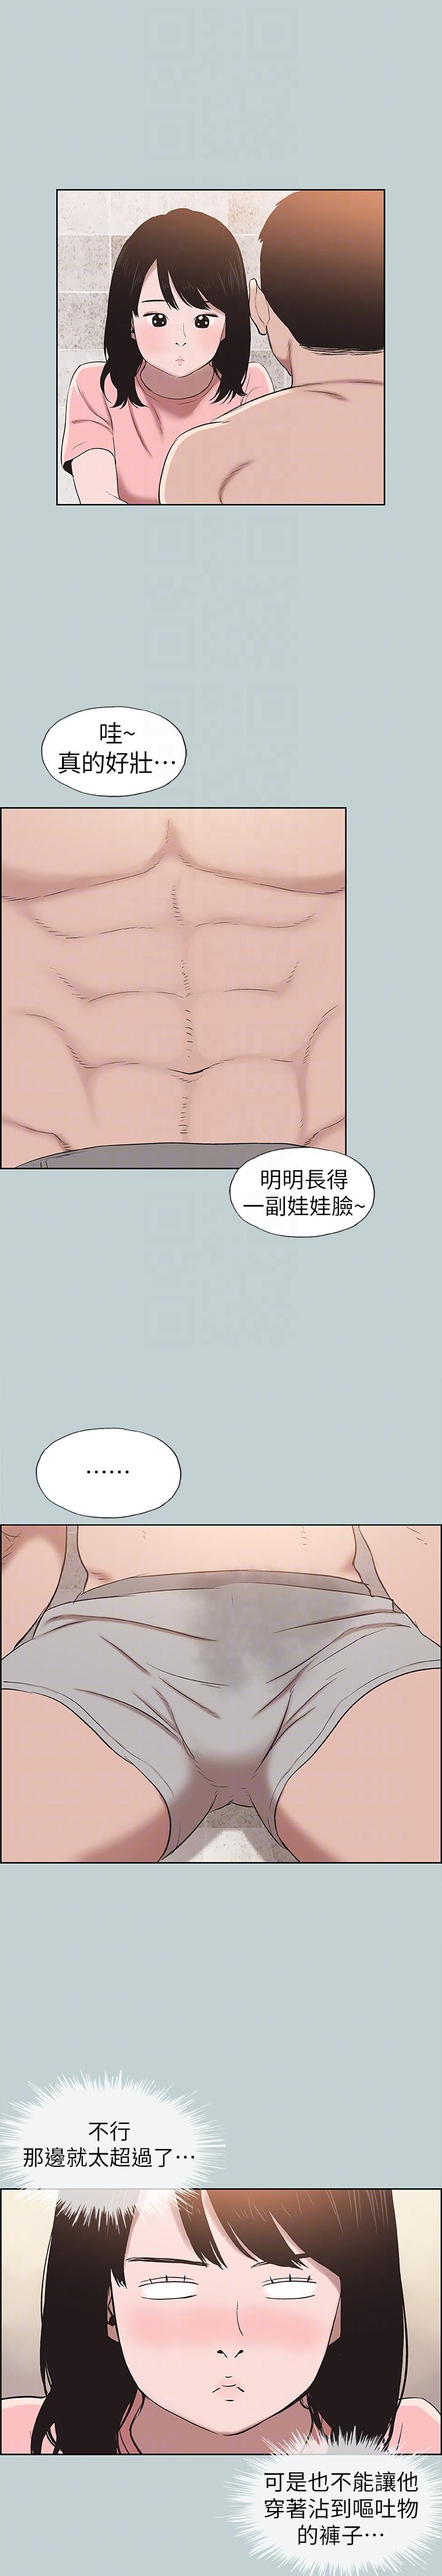 哇~
真的好壯⋯
明明長得
一副娃娃臉~
⋯⋯
不行
那邊就太超過了⋯
可是也不能讓他
穿著沾到嘔吐物
的褲子⋯